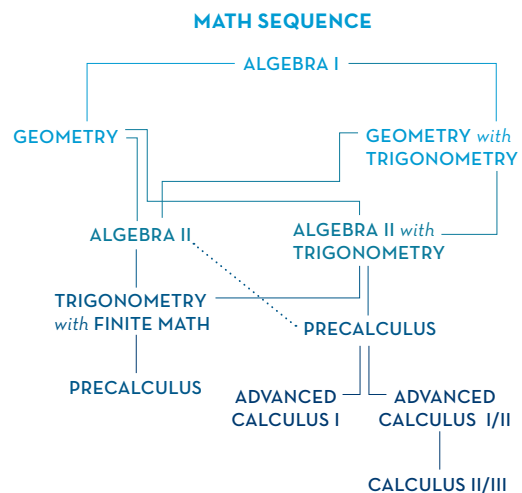 MATH SEQUENCE
ALGEBRA I
GEOMETRY
GEOMETRY with
TRIGONOMETRY
ALGEBRA II
ALGEBRA II with
TRIGONOMETRY
TRIGONOMETRY
with FINITE MATH
PRECALCULUS
PRECALCULUS
ADVANCED
CALCULUS I
ADVANCED
CALCULUS I/II
CALCULUS II/III